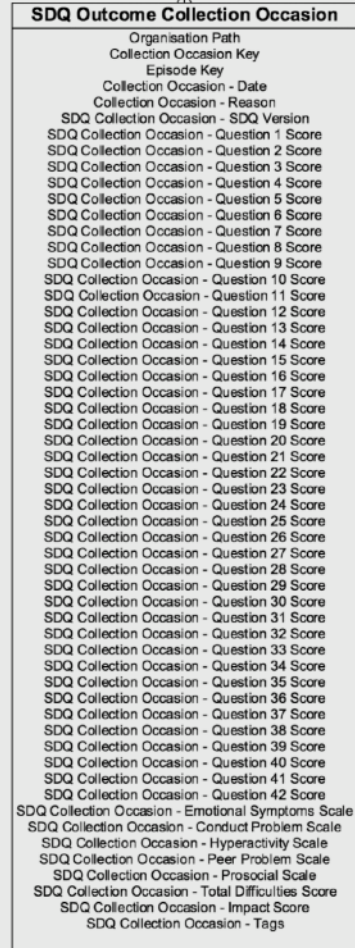 SDQ Outcome Collection Occasion
Organisation Path
Collection Occasion Key
Episode Key
Collection Occasion - Date
Collection Occasion - Reason
SDQ Collection Occasion - SDQ Version
SDQ Collection Occasion - Question 1 Score
SDQ Collection Occasion - Question 2 Score
SDQ Collection Occasion - Question 3 Score
SDQ Collection Occasion - Question 4 Score
SDQ Collection Occasion - Question 5 Score
SDQ Collection Occasion - Question 6 Score
SDQ Collection Occasion - Question 7 Score
SDQ Collection Occasion - Question 8 Score
SDQ Collection Occasion - Question 9 Score
SDQ Collection Occasion - Question 10 Score
SDQ Collection Occasion - Question 11 Score
SDQ Collection Occasion - Question 12 Score
SDQ Collection Occasion - Question 13 Score
SDQ Collection Occasion - Question 14 Score
SDQ Collection Occasion - Question 15 Score
SDQ Collection Occasion - Question 16 Score
SDQ Collection Occasion - Question 17 Score
SDQ Collection Occasion - Question 18 Score
SDQ Collection Occasion - Question 19 Score
SDQ Collection Occasion - Question 20 Score
SDQ Collection Occasion - Question 21 Score
SDQ Collection Occasion - Question 22 Score
SDQ Collection Occasion - Question 23 Score
SDQ Collection Occasion - Question 24 Score
SDQ Collection Occasion - Question 25 Score
SDQ Collection Occasion - Question 26 Score
SDQ Collection Occasion - Question 27 Score
SDQ Collection Occasion - Question 28 Score
SDQ Collection Occasion - Question 29 Score
SDQ Collection Occasion - Question 30 Score
SDQ Collection Occasion - Question 31 Score
SDQ Collection Occasion - Question 32 Score
SDQ Collection Occasion - Question 33 Score
SDQ Collection Occasion - Question 34 Score
SDQ Collection Occasion - Question 35 Score
SDQ Collection Occasion - Question 36 Score
SDQ Collection Occasion - Question 37 Score
SDQ Collection Occasion - Question 38 Score
SDQ Collection Occasion - Question 39 Score
SDQ Collection Occasion - Question 40 Score
SDQ Collection Occasion - Question 41 Score
SDQ Collection Occasion - Question 42 Score
SDQ Collection Occasion - Emotional Symptoms Scale
SDQ Collection Occasion - Conduct Problem Scale
SDQ Collection Occasion - Hyperactivity Scale
SDQ Collection Occasion - Peer Problem Scale
SDQ Collection Occasion - Prosocial Scale
SDQ Collection Occasion - Total Difficulties Score
SDQ Collection Occasion - Impact Score
SDQ Collection Occasion - Tags